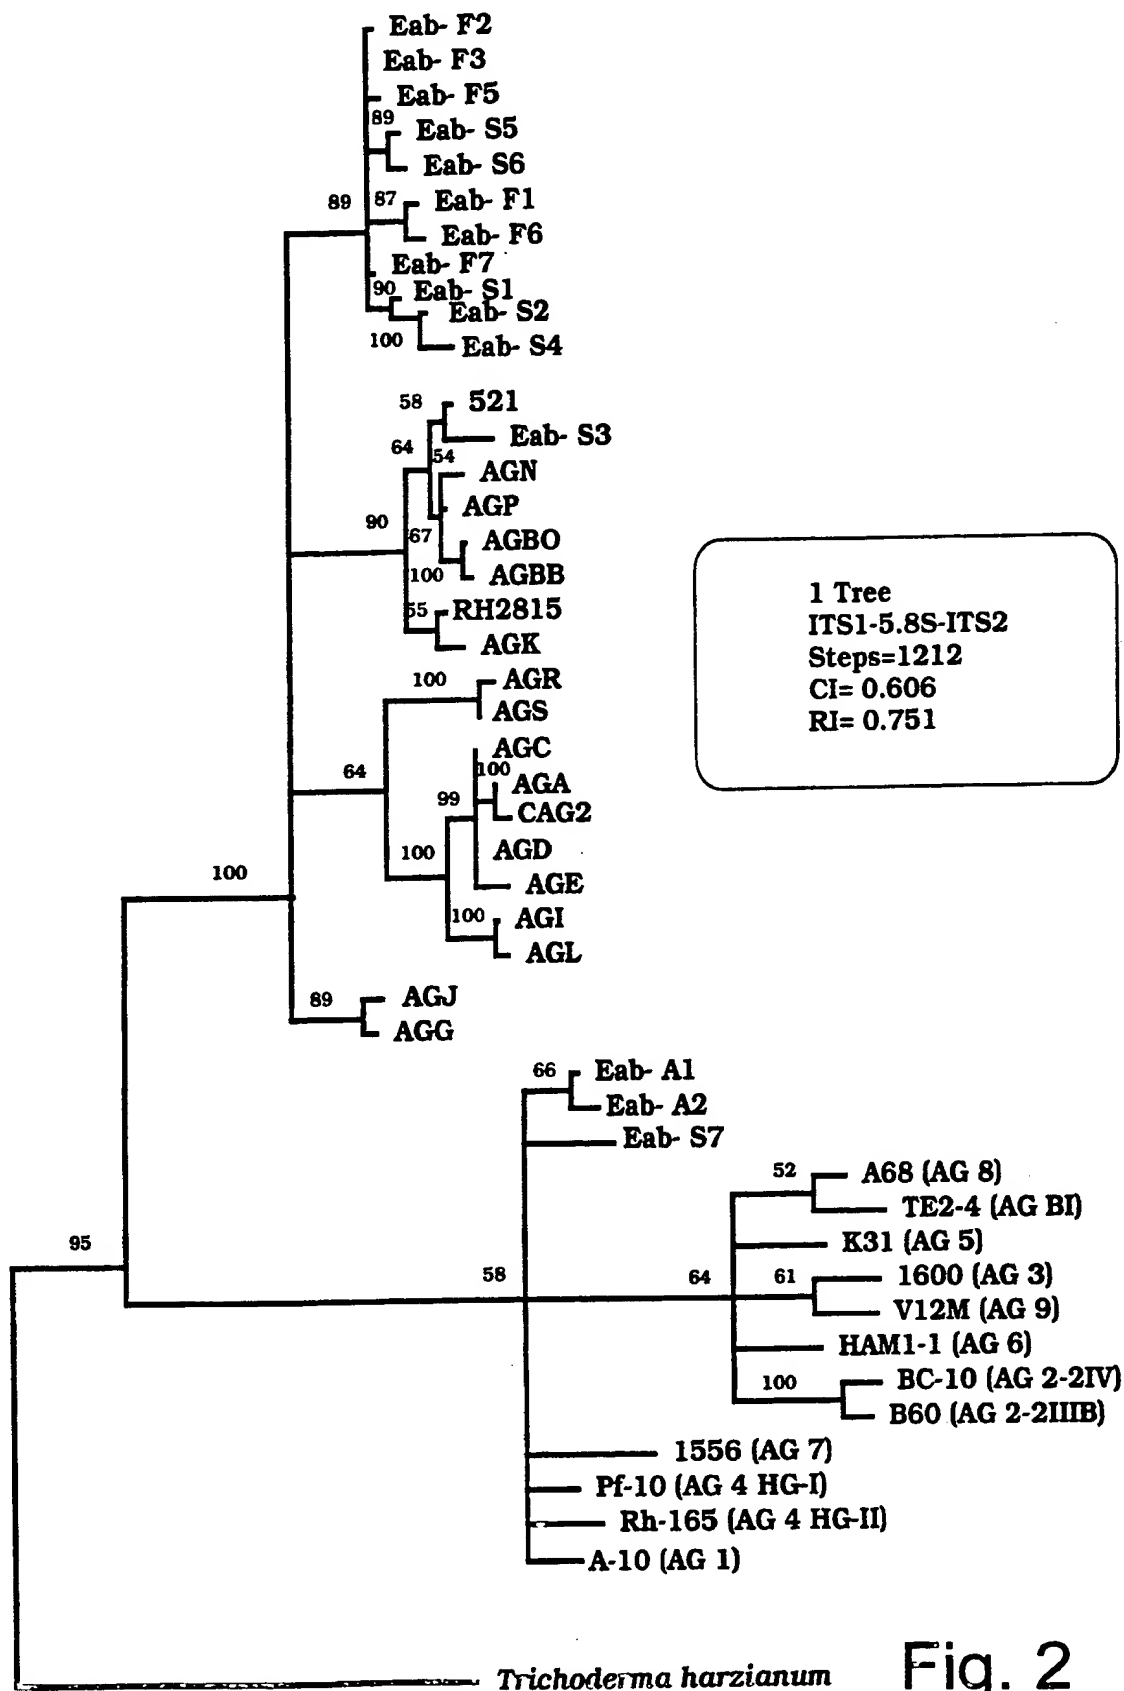 Eab- F2
Eab- F3
Eab- F5
89
Eab- S5
Eab- S6
89
87
Eab- F1
Eab- F6
Eab- F7
90
Eab- S1
Eab- S2
100
Eab- S4
58
521
Eab- S3
64
54
AGN
AGP
90
67
AGBO
100
AGBB
55
RH2815
AGK
100
AGR
AGS
AGC
100
64
AGA
99
CAG2
100
AGD
AGE
100
AGI
AGL
100
89
AGJ
AGG
1 Tree
ITS1-5.8S-ITS2
Steps=1212
CI= 0.606
RI= 0.751
66
Eab- A1
Eab- A2
Eab- S7
52
A68 (AG 8)
TE2-4 (AG BI)
95
K31 (AG 5)
58
64
61
1600 (AG 3)
V12M (AG 9)
HAM1-1 (AG 6)
100
BC-10 (AG 2-2IV)
B60 (AG 2-2IIIB)
1556 (AG 7)
Pf-10 (AG 4 HG-I)
Rh-165 (AG 4 HG-II)
A-10 (AG 1)
Trichoderma harzianum
Fig. 2